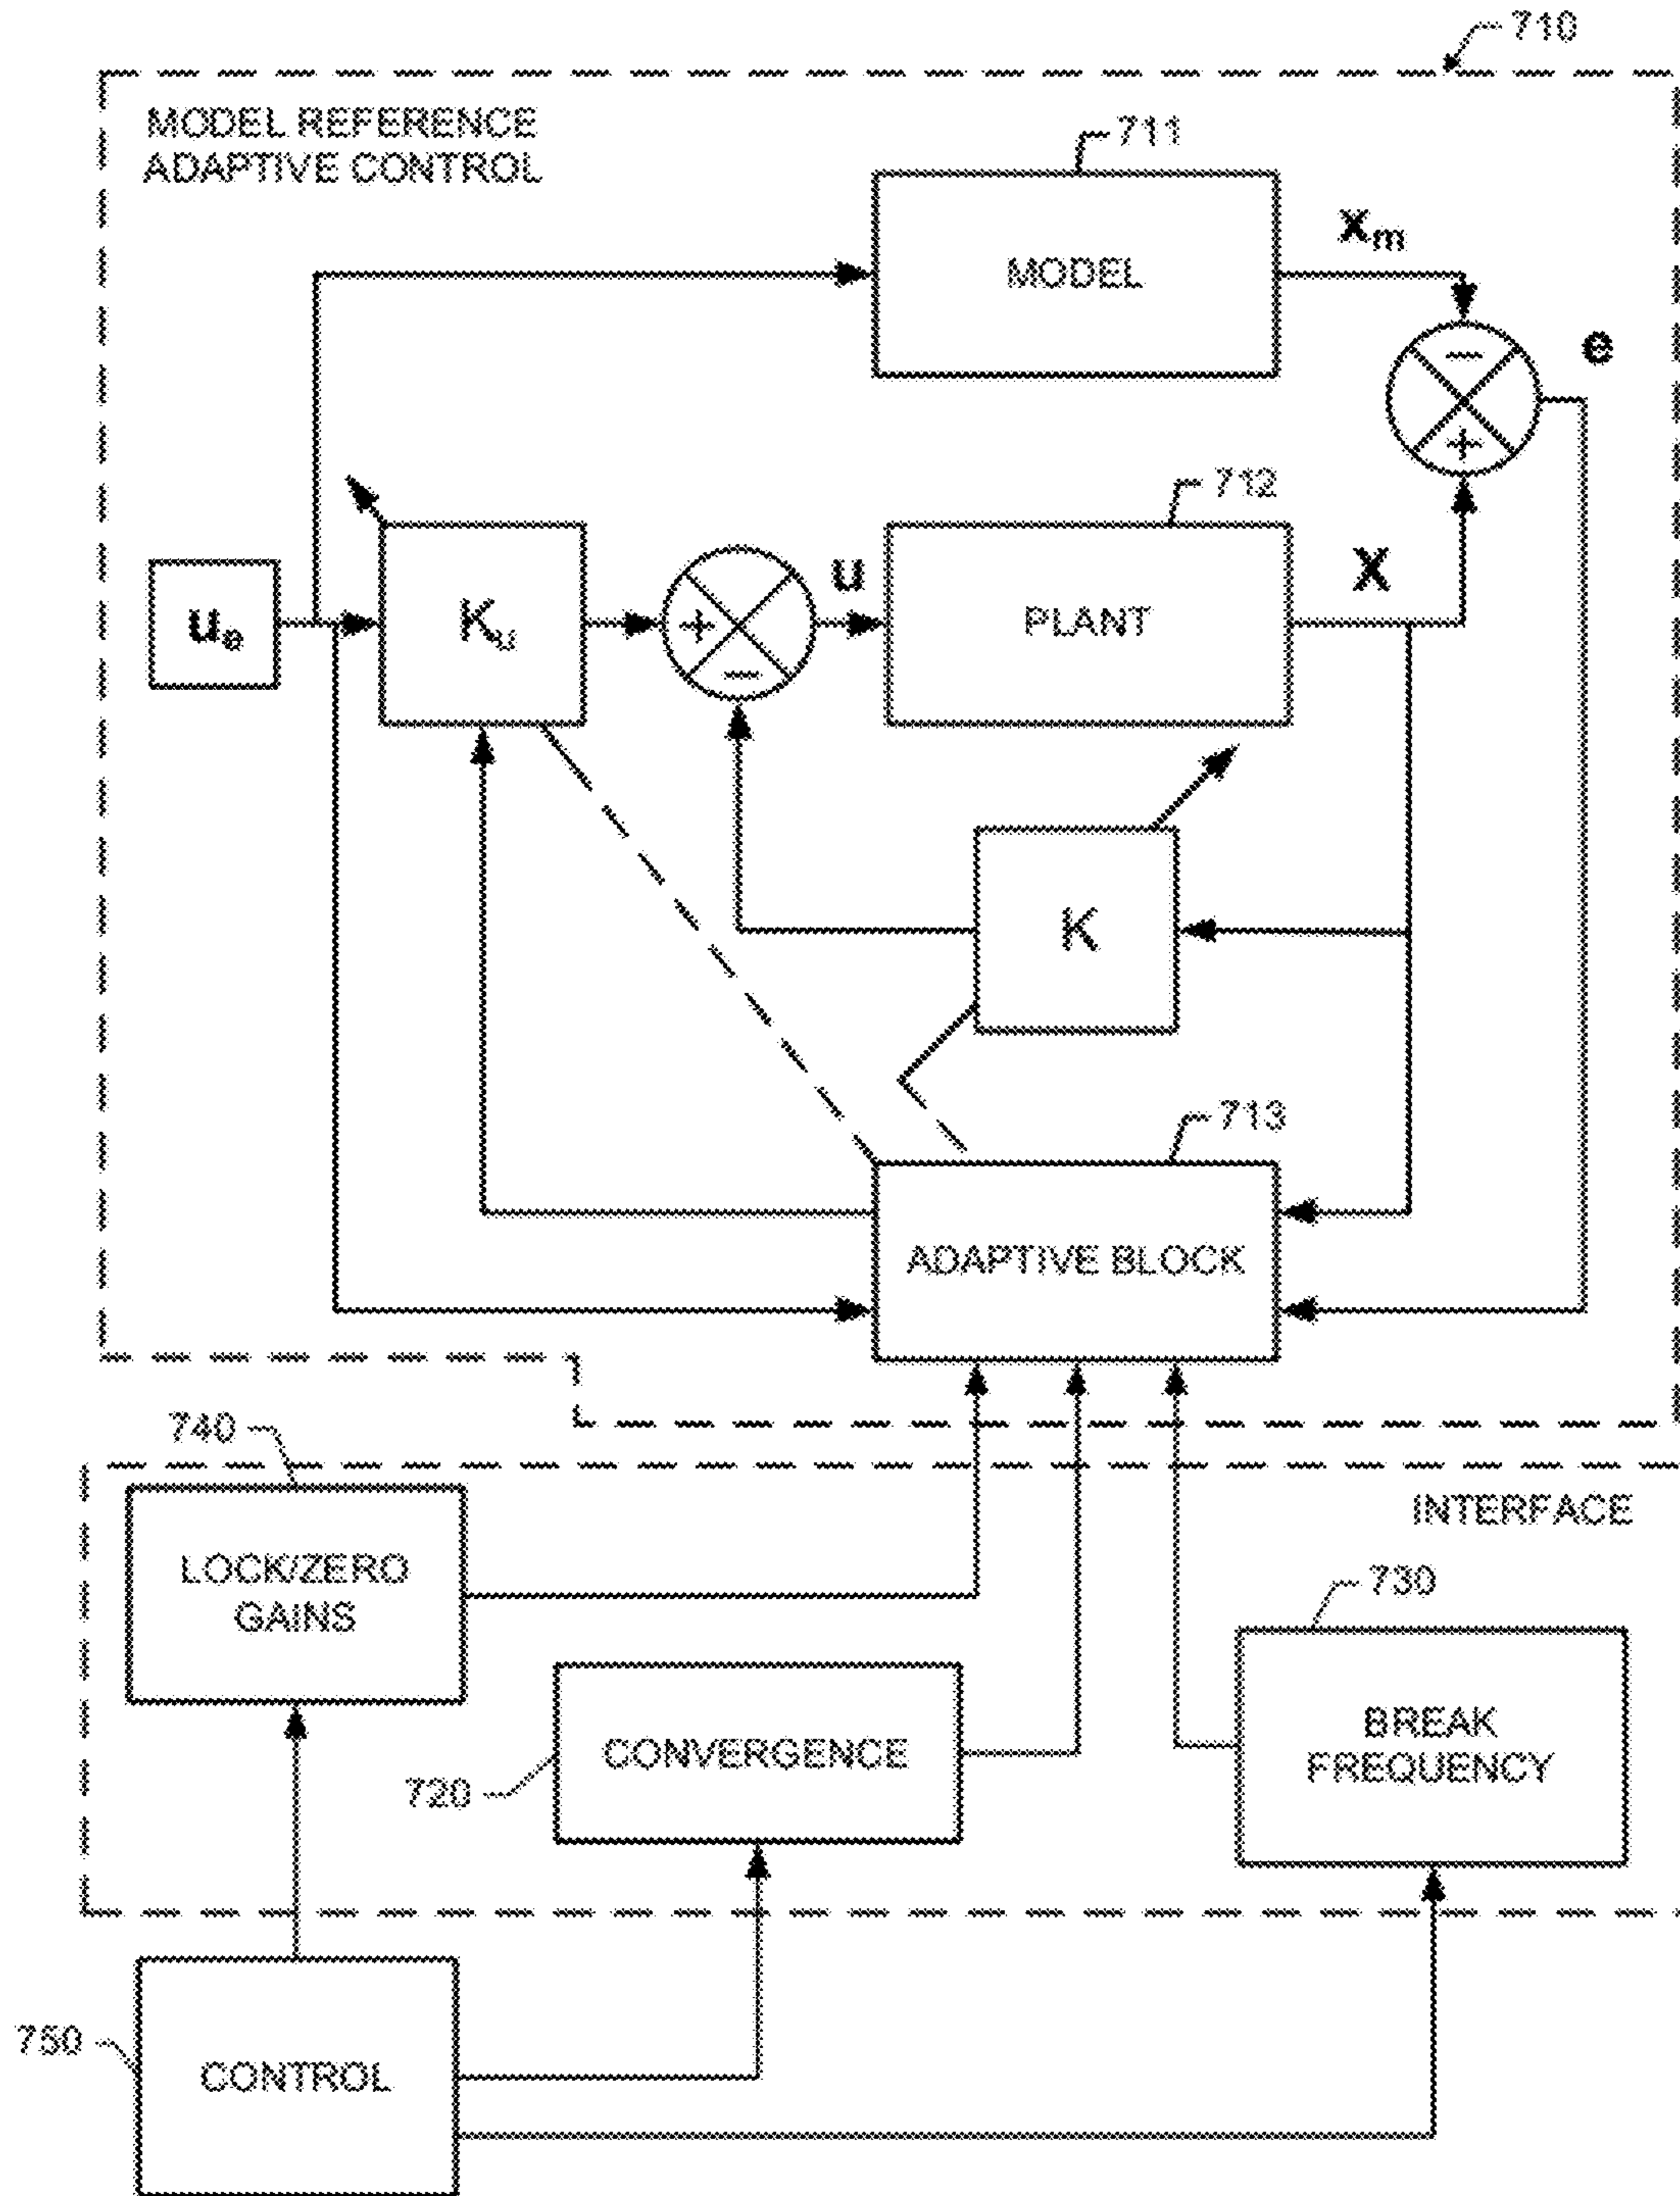 710
MODEL REFERENCE
ADAPTIVE CONTROL
711
MODEL
xm
−
e
+
712
ue
Ku
+
−
u
PLANT
X
K
713
ADAPTIVE BLOCK
740
INTERFACE
LOCK/ZERO
GAINS
730
BREAK
FREQUENCY
CONVERGENCE
720
750
CONTROL